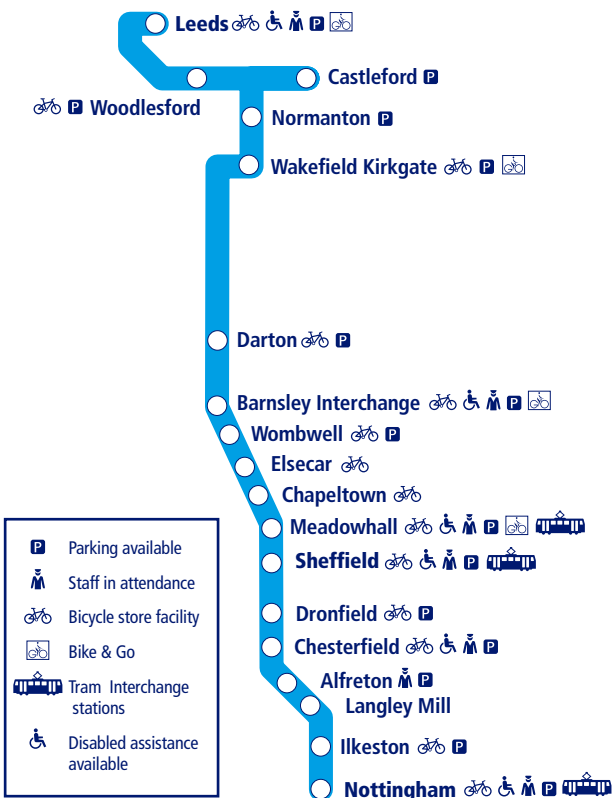 Leeds P
Castleford P
P Woodlesford
Normanton P
Wakefield Kirkgate P
Darton P
Barnsley Interchange P
Wombwell P
Elsecar
Chapeltown
Meadowhall P
Sheffield P
Dronfield P
Chesterfield P
Alfreton P
Langley Mill
Ilkeston P
Nottingham P
P Parking available
Staff in attendance
Bicycle store facility
Bike & Go
Tram Interchange
stations
Disabled assistance
available